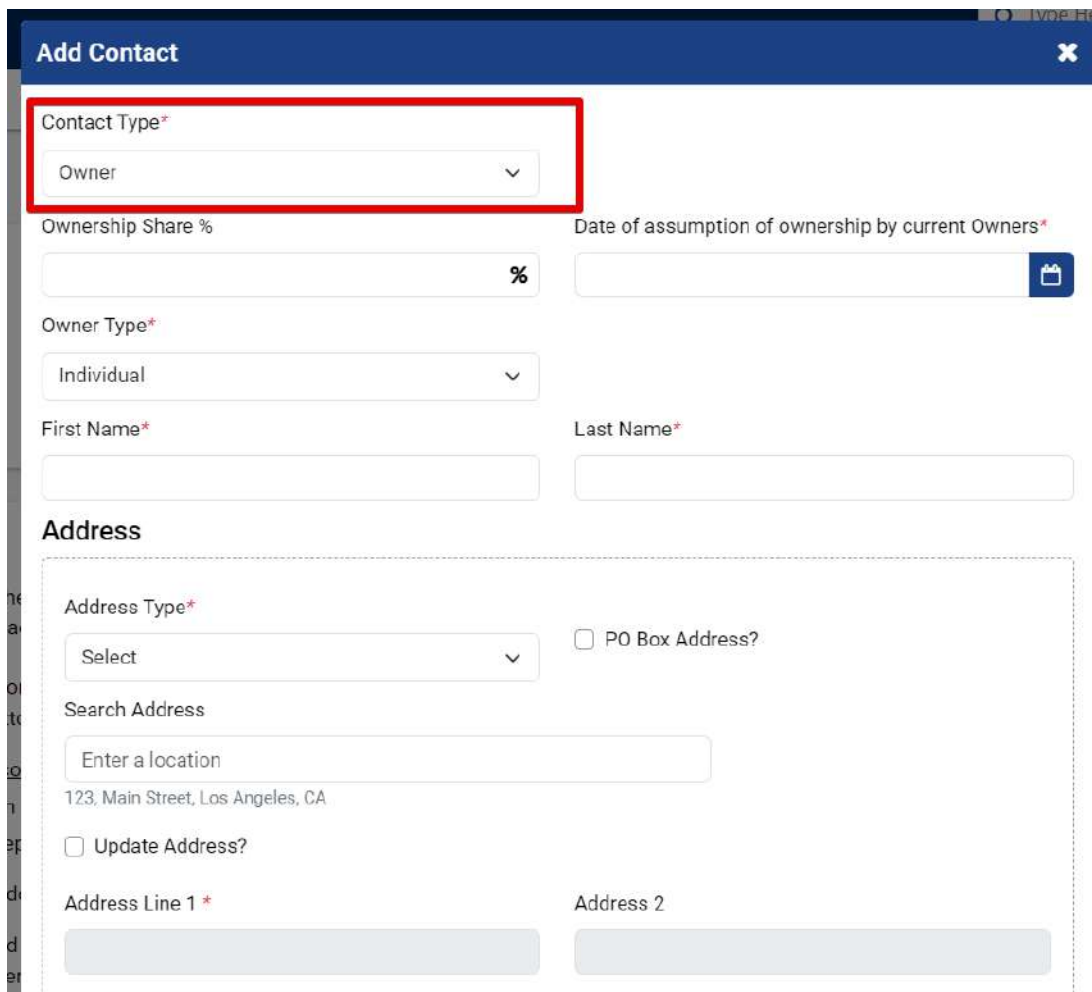 Type He
Add Contact
Contact Type*
Owner
Ownership Share %
Date of assumption of ownership by current Owners*
%
Owner Type*
Individual
First Name*
Last Name*
Address
Address Type*
Select
PO Box Address?
Search Address
Enter a location
123, Main Street, Los Angeles, CA
Update Address?
Address Line 1 *
Address 2